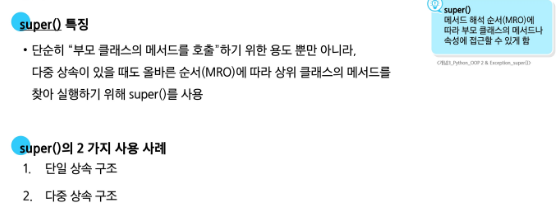 super() 특징
• 단순히 “부모 클래스의 메서드를 호출”하기 위한 용도 뿐만 아니라,
다중 상속이 있을 때도 올바른 순서(MRO)에 따라 상위 클래스의 메서드를
찾아 실행하기 위해 super()를 사용
super()의 2 가지 사용 사례
1. 단일 상속 구조
2. 다중 상속 구조
super()
메서드 해석 순서(MRO)에
따라 부모 클래스의 메서드나
속성에 접근할 수 있게 함
Python_OOP 2 & Exception_super()